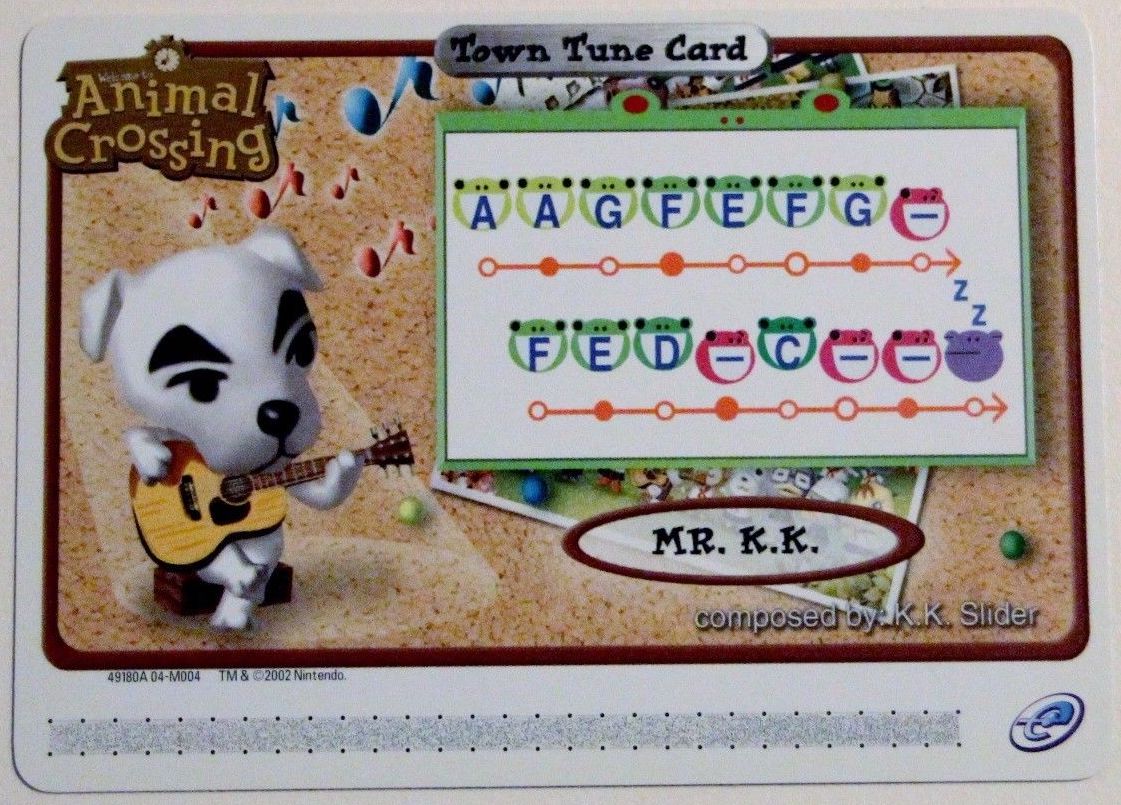 Town Tune Card
Welcome to
Animal
Crossing
A A G F E F G –
z
z
F E D – C – –
MR. K.K.
composed by: K.K. Slider
49180A 04-M004 TM & ©2002 Nintendo.
e